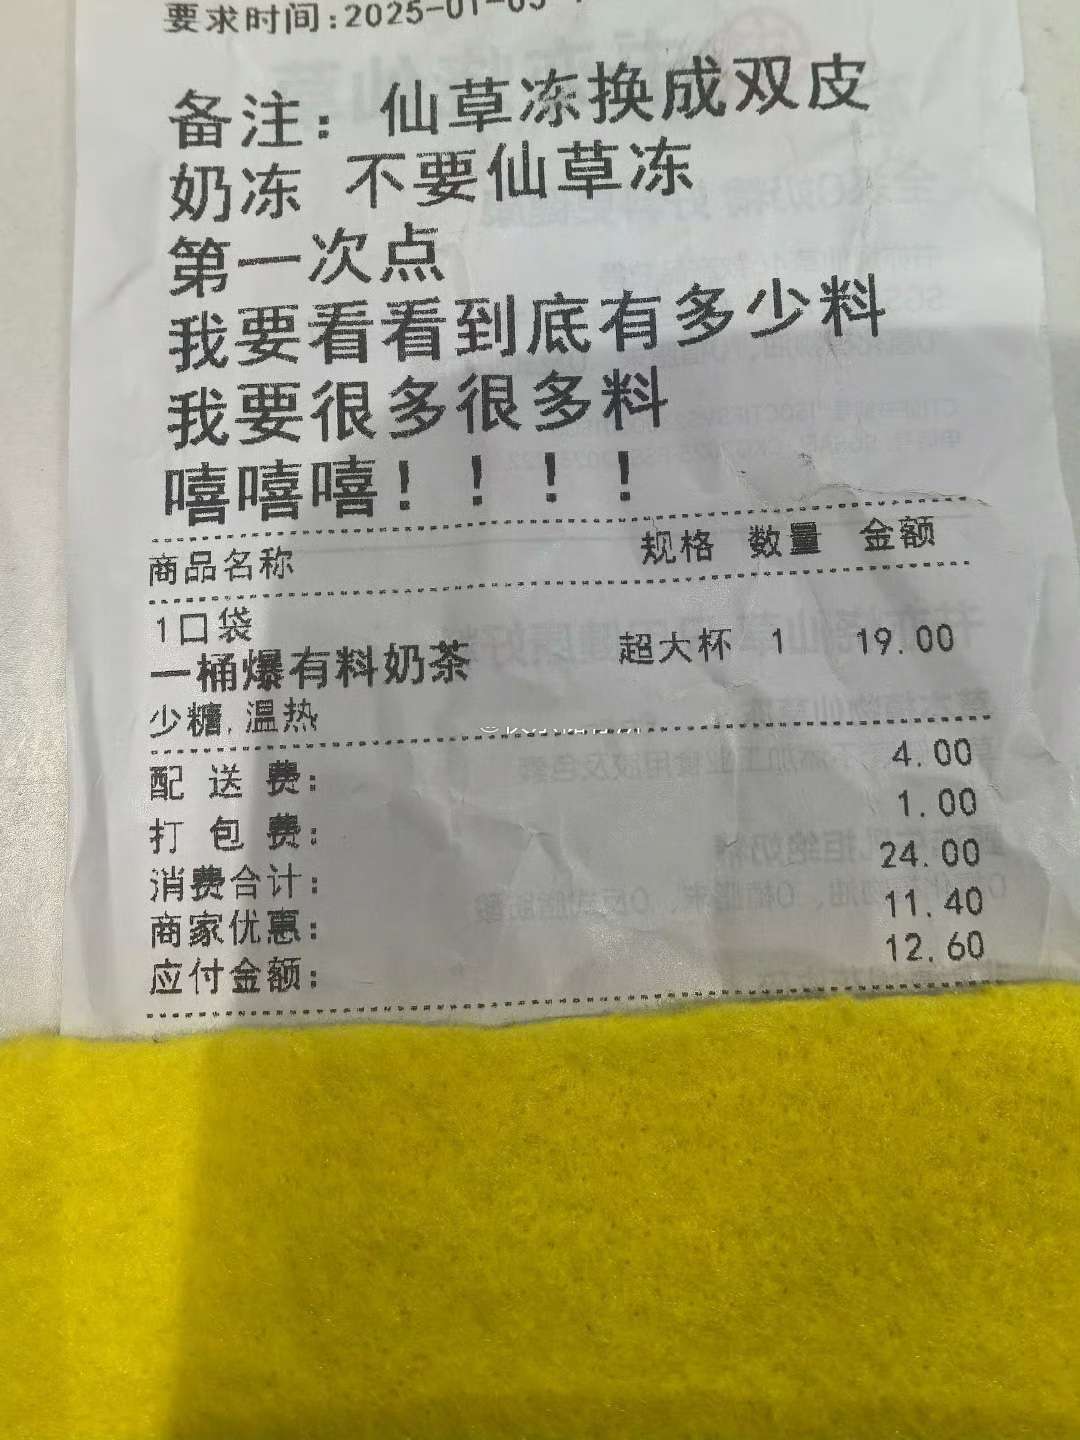 要求时间:2025-01-05
备注: 仙草冻换成双皮
奶冻 不要仙草冻
第一次点
我要看看到底有多少料
我要很多很多料
嘻嘻嘻!!!!
商品名称 规格 数量 金额
1口袋
一桶爆有料奶茶 超大杯 1 19.00
少糖,温热
配 送 费: 4.00
打 包 费: 1.00
消费合计: 24.00
商家优惠: 11.40
应付金额: 12.60